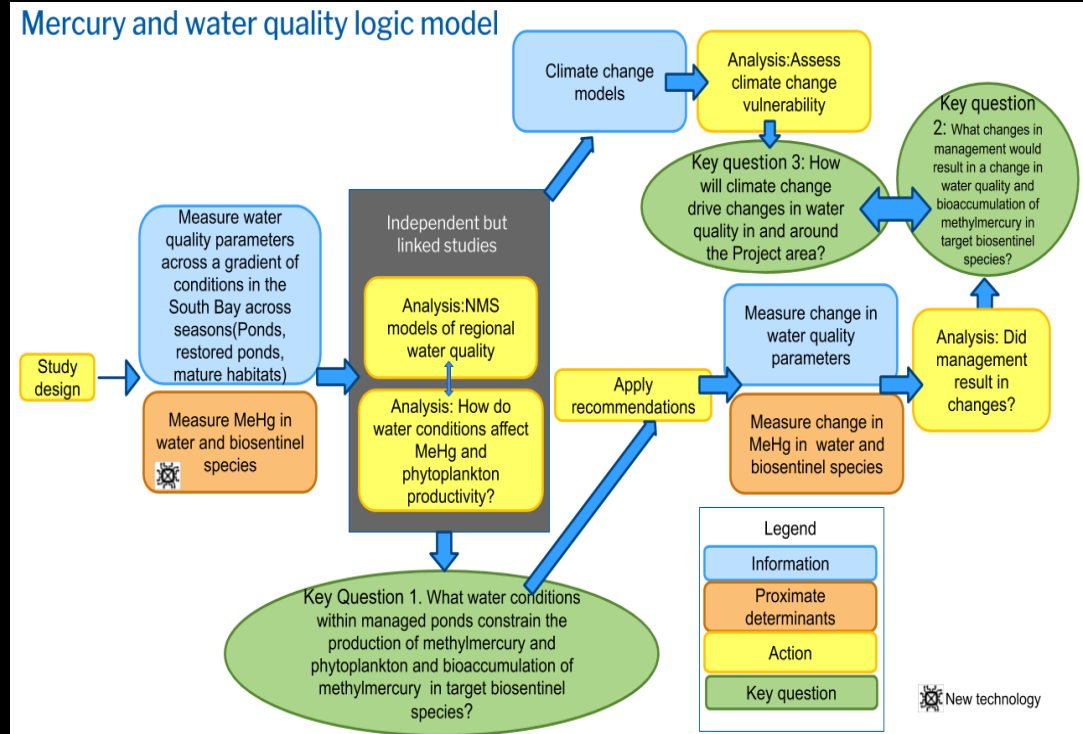 Mercury and water quality logic model
Study
design
Measure water
quality parameters
across a gradient of
conditions in the
South Bay across
seasons(Ponds,
restored ponds,
mature habitats)
Measure MeHg in
water and biosentinel
species
Independent but
linked studies
Analysis:NMS
models of regional
water quality
Analysis: How do
water conditions affect
MeHg and
phytoplankton
productivity?
Key Question 1. What water conditions
within managed ponds constrain the
production of methylmercury and
phytoplankton and bioaccumulation of
methylmercury in target biosentinel
species?
Climate change
models
Analysis:Assess
climate change
vulnerability
Key question 3: How
will climate change
drive changes in water
quality in and around
the Project area?
Key question
2: What changes in
management would
result in a change in
water quality and
bioaccumulation of
methylmercury in
target biosentinel
species?
Apply
recommendations
Measure change in
water quality
parameters
Measure change in
MeHg in water and
biosentinel species
Analysis: Did
management
result in
changes?
Legend
Information
Proximate
determinants
Action
Key question
New technology